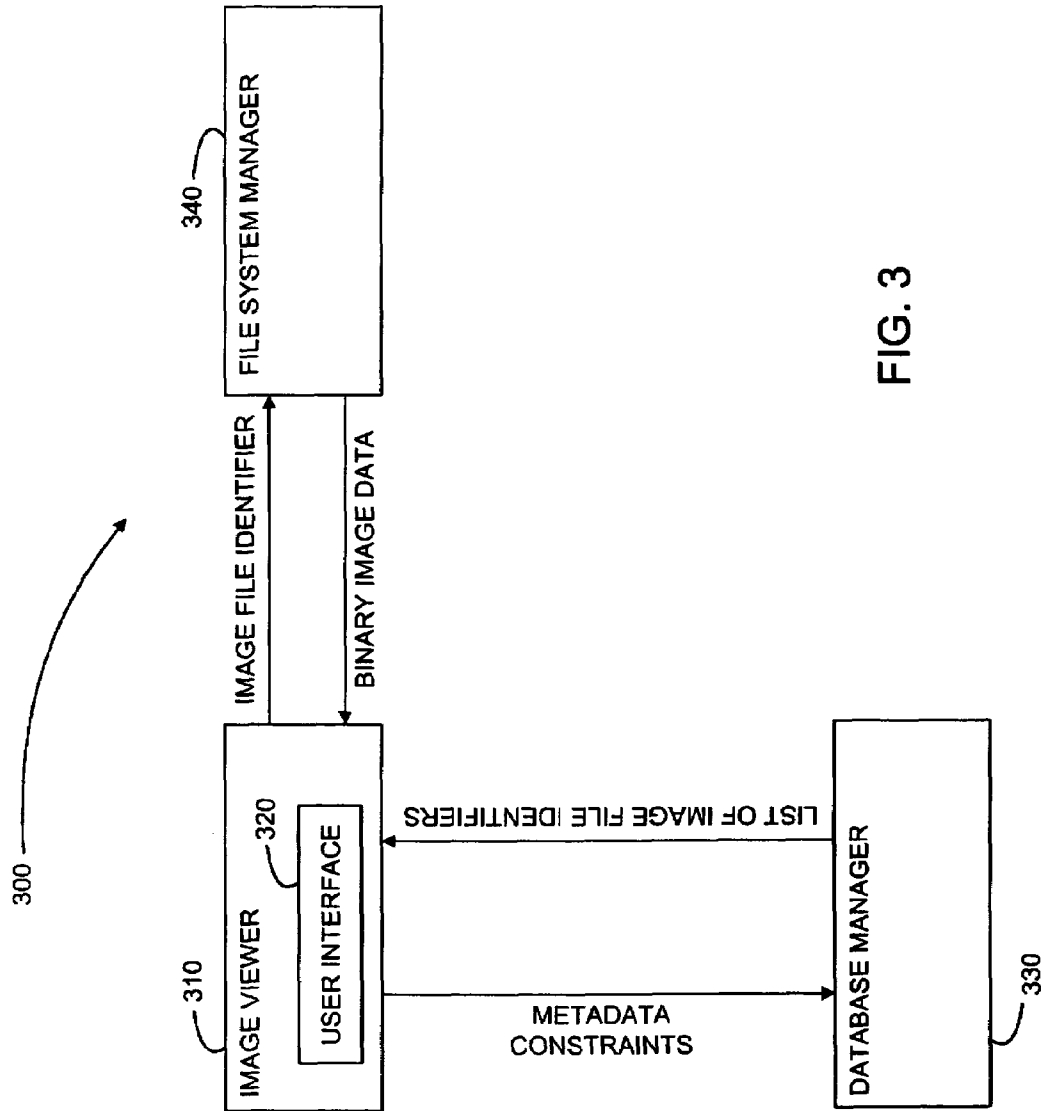 300
310
IMAGE VIEWER
320
USER INTERFACE
IMAGE FILE IDENTIFIER
BINARY IMAGE DATA
340
FILE SYSTEM MANAGER
METADATA
CONSTRAINTS
LIST OF IMAGE FILE IDENTIFIERS
DATABASE MANAGER
330
FIG. 3